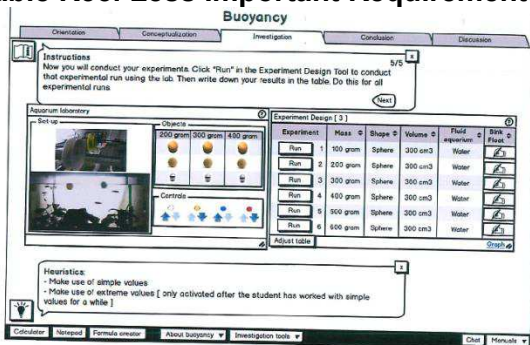 Buoyancy
Orientation
Conceptualization
Investigation
Conclusion
Discussion
Instructions
5/5
x
Now you will conduct your experiments. Click "Run" in the Experiment Design Tool to conduct
that experimental run using the lab. Then write down your results in the table. Do this for all
experimental runs
Next
Aquarum laboratory
Set-up
Objects
200 gram 300 gram 400 gram
Controls
Experiment Design [ 3 ]
Experiment Mass Shape Volume Fluid aquarium Sink Float
Run 1 100 gram Sphere 300 cm3 Water
Run 2 200 gram Sphere 300 cm3 Water
Run 3 300 gram Sphere 300 cm3 Water
Run 4 400 gram Sphere 300 cm3 Water
Run 5 500 gram Sphere 300 cm3 Water
Run 6 600 gram Sphere 300 cm3 Water
Adjust table
Graph
x
Heuristics:
- Make use of simple values
- Make use of extreme values [ only activated after the student has worked with simple
values for a while ]
Calculator Notepad Formula creator About buoyancy Investigation tools Chat Manuals